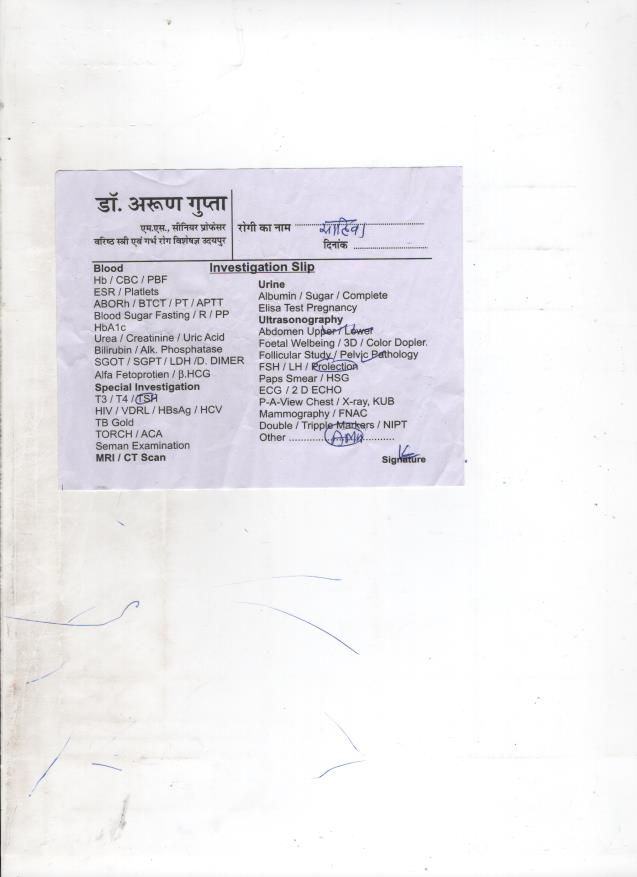 डॉ. अरूण गुप्ता
एम.एस., सीनियर प्रोफेसर
वरिष्ठ स्त्री एवं गर्भ रोग विशेषज्ञ उदयपुर
रोगी का नाम
दिनांक
Investigation Slip
Blood
Hb / CBC / PBF
ESR / Platlets
ABORh / BTCT / PT / APTT
Blood Sugar Fasting / R / PP
HbA1c
Urea / Creatinine / Uric Acid
Bilirubin / Alk. Phosphatase
SGOT / SGPT / LDH /D. DIMER
Alfa Fetoprotien / β.HCG
Special Investigation
T3 / T4 / TSH
HIV / VDRL / HBsAg / HCV
TB Gold
TORCH / ACA
Seman Examination
MRI / CT Scan
Urine
Albumin / Sugar / Complete
Elisa Test Pregnancy
Ultrasonography
Abdomen Upper / Lower
Foetal Welbeing / 3D / Color Dopler.
Follicular Study / Pelvic Pathology
FSH / LH / Prolection
Paps Smear / HSG
ECG / 2 D ECHO
P-A-View Chest / X-ray, KUB
Mammography / FNAC
Double / Tripple Markers / NIPT
Other .......... AMH ..........
Signature